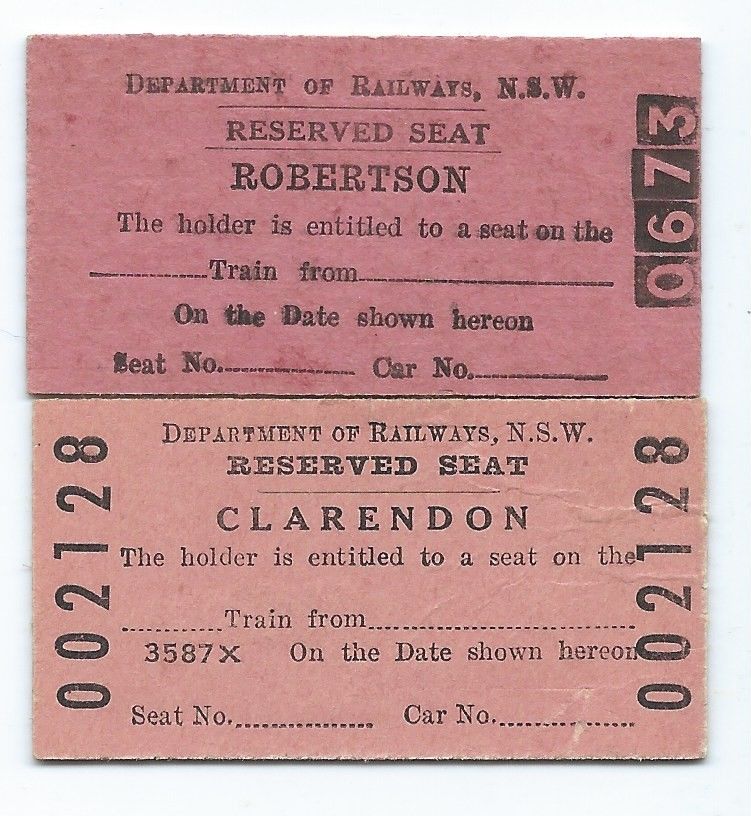 DEPARTMENT OF RAILWAYS, N.S.W.
RESERVED SEAT
ROBERTSON
The holder is entitled to a seat on the
Train from
On the Date shown hereon
Seat No. Car No.
0673
DEPARTMENT OF RAILWAYS, N.S.W.
RESERVED SEAT
CLARENDON
The holder is entitled to a seat on the
Train from
3587X On the Date shown hereon
Seat No. Car No.
002128
002128